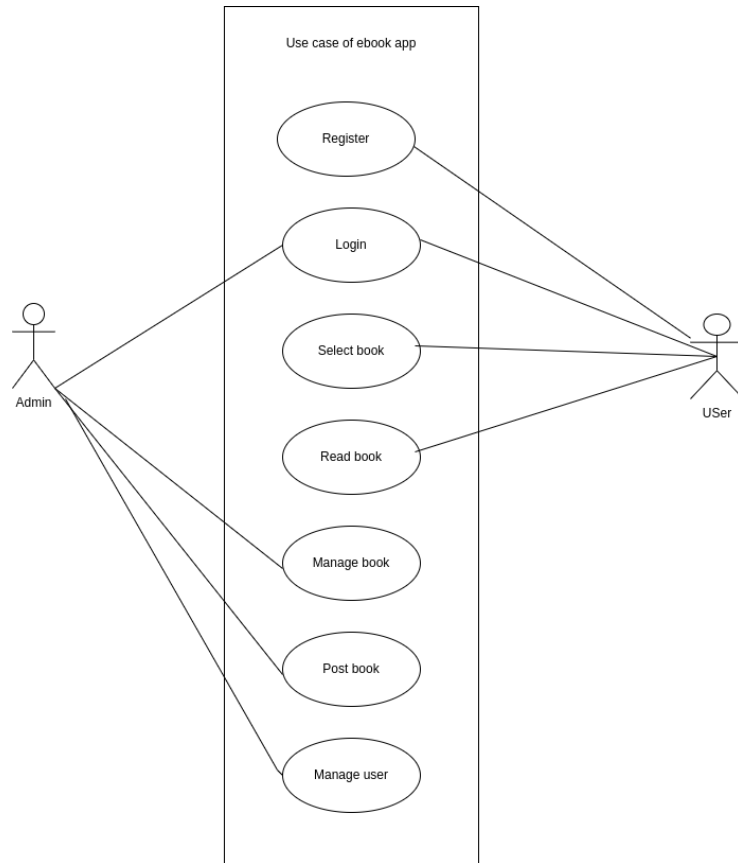 Use case of ebook app
Register
Login
Select book
Admin
USer
Read book
Manage book
Post book
Manage user